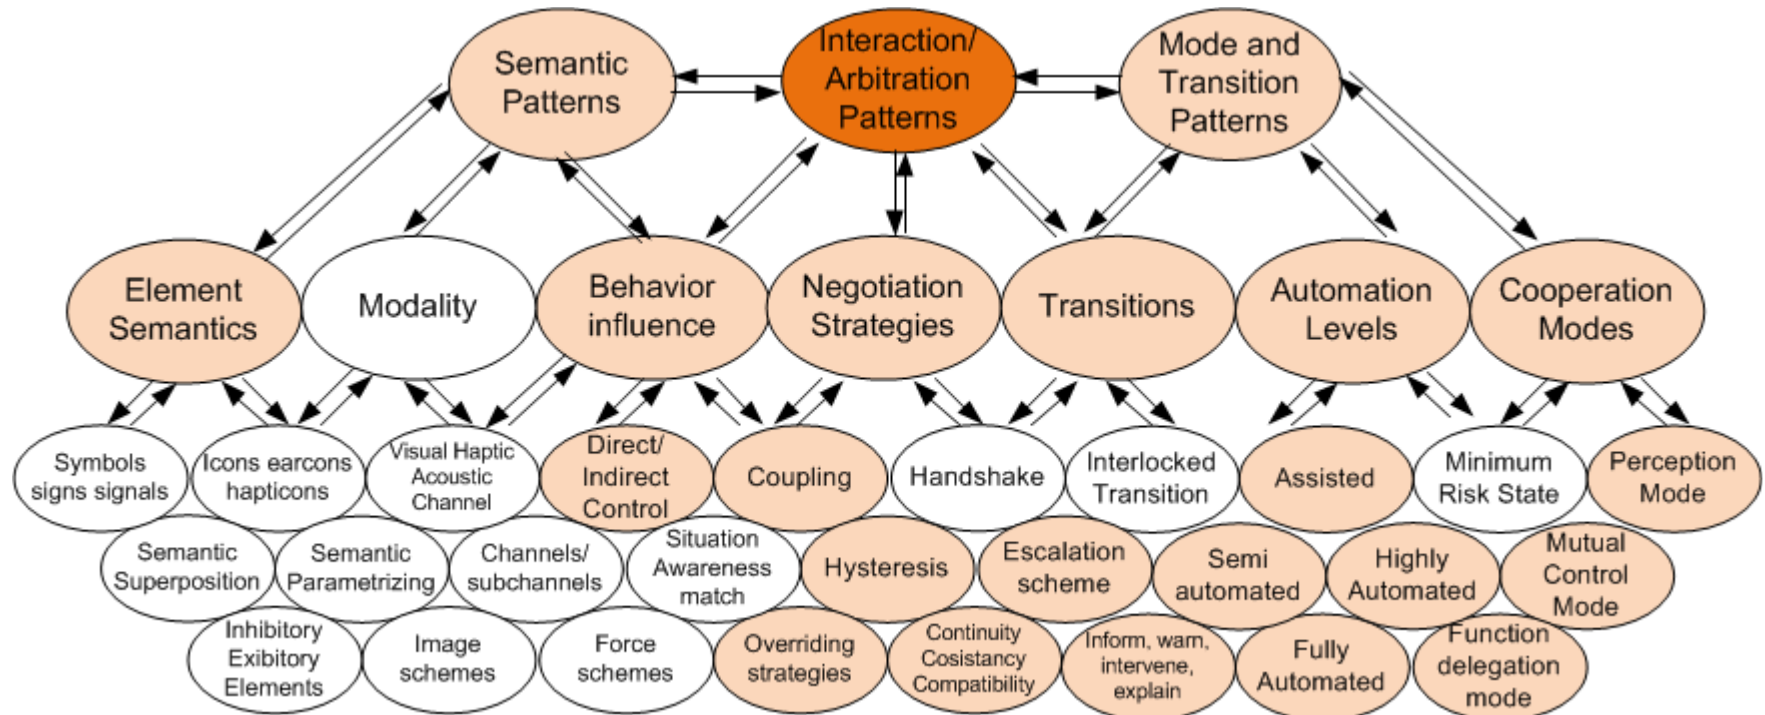 Semantic
Patterns
Interaction/
Arbitration
Patterns
Mode and
Transition
Patterns
Element
Semantics
Modality
Behavior
influence
Negotiation
Strategies
Transitions
Automation
Levels
Cooperation
Modes
Symbols
signs signals
Icons earcons
hapticons
Visual Haptic
Acoustic
Channel
Direct/
Indirect
Control
Coupling
Handshake
Interlocked
Transition
Assisted
Minimum
Risk State
Perception
Mode
Semantic
Superposition
Semantic
Parametrizing
Channels/
subchannels
Situation
Awareness
match
Hysteresis
Escalation
scheme
Semi
automated
Highly
Automated
Mutual
Control
Mode
Inhibitory
Exibitory
Elements
Image
schemes
Force
schemes
Overriding
strategies
Continuity
Cosistancy
Compatibility
Inform, warn,
intervene,
explain
Fully
Automated
Function
delegation
mode